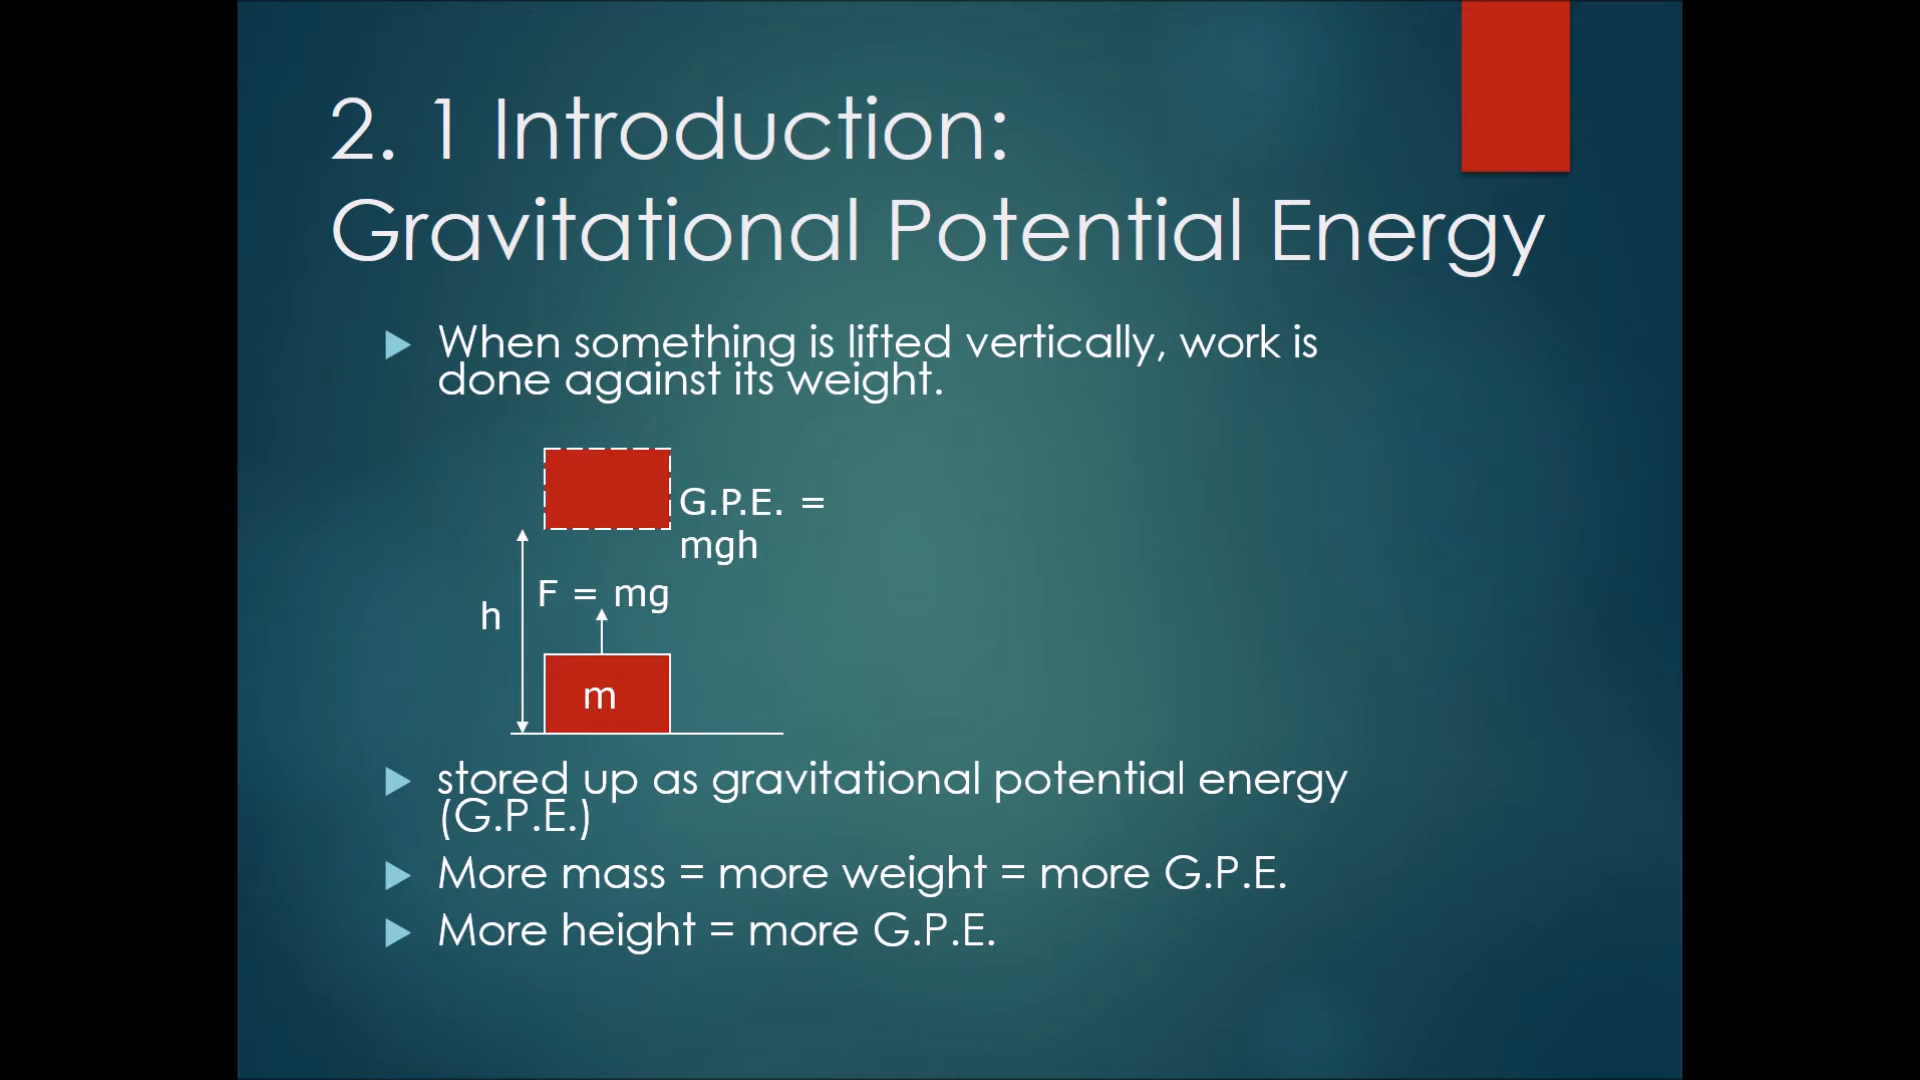 2. 1 Introduction:
Gravitational Potential Energy
When something is lifted vertically, work is
done against its weight.
G.P.E. =
mgh
F = mg
h
m
stored up as gravitational potential energy
(G.P.E.)
More mass = more weight = more G.P.E.
More height = more G.P.E.